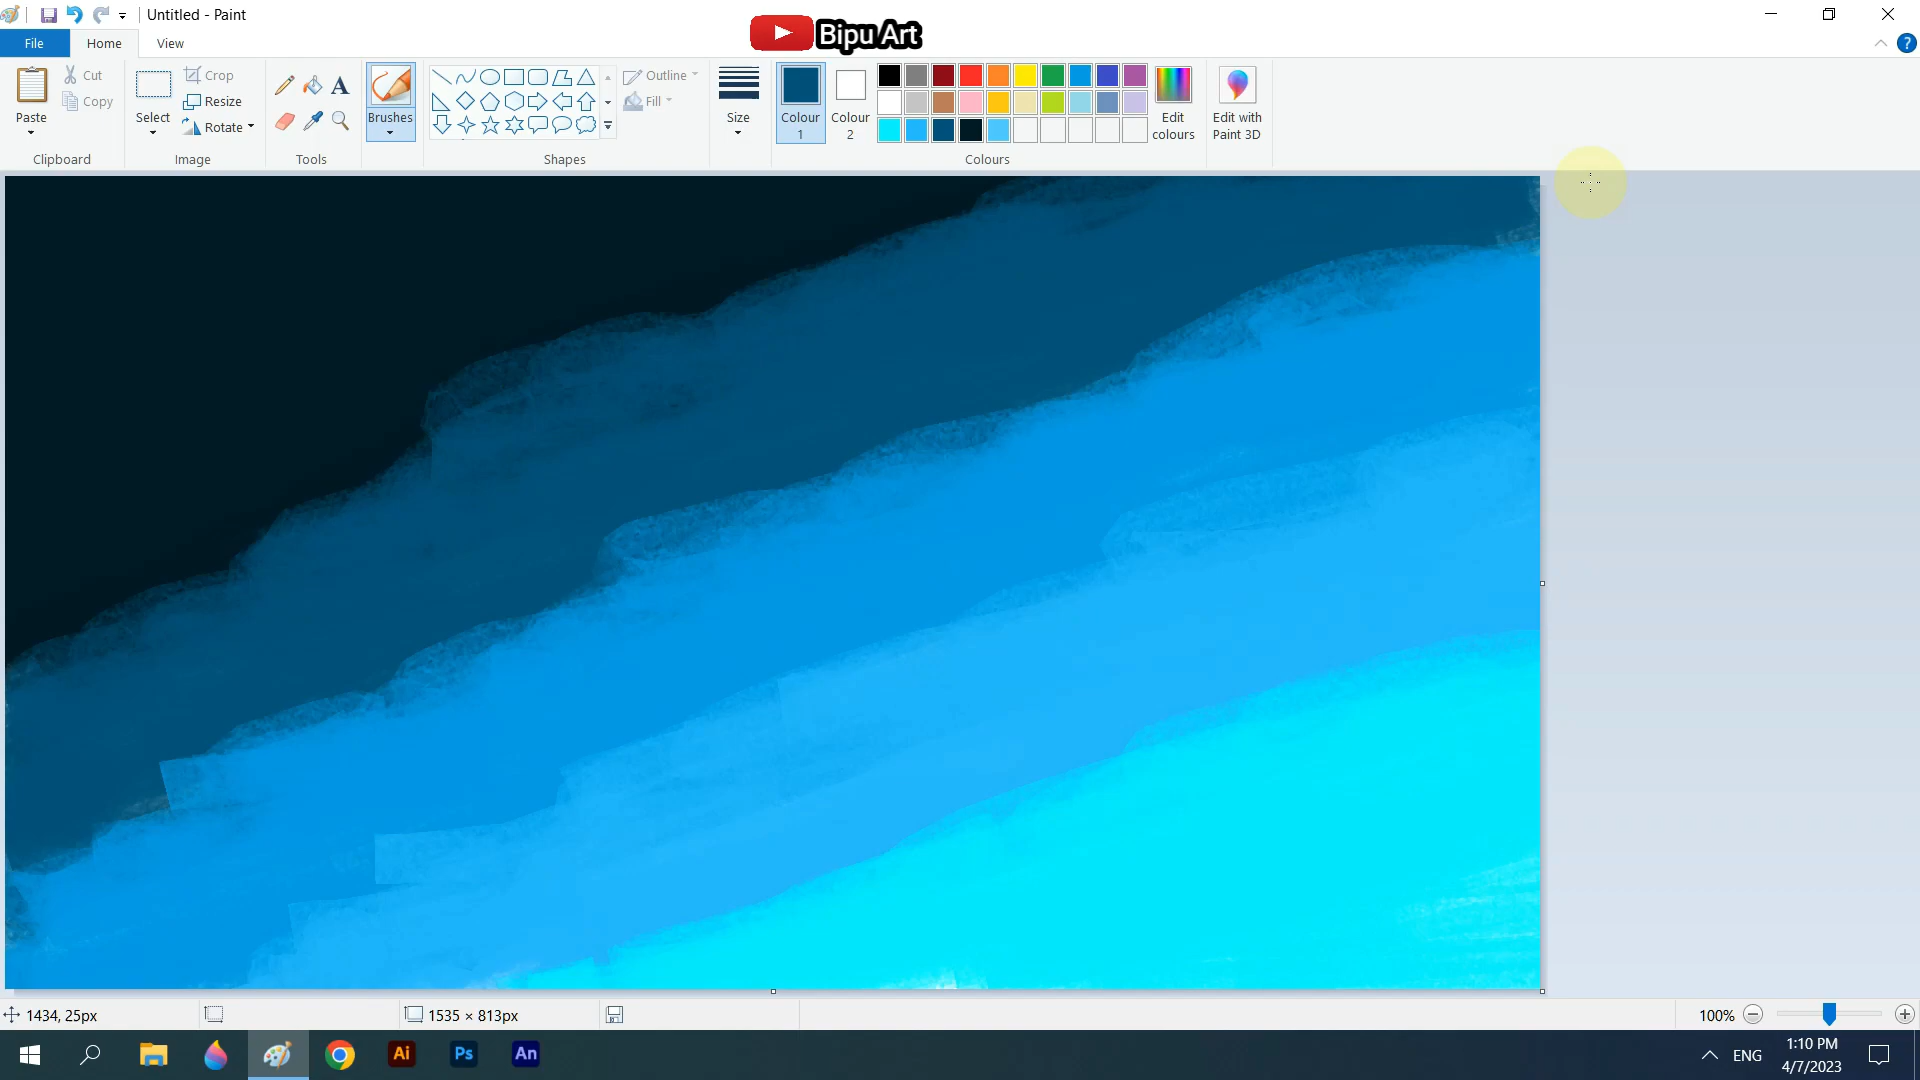 Untitled - Paint
Bipu Art
File
Home
View
Paste
Cut
Copy
Clipboard
Select
Crop
Resize
Rotate
Image
A
Tools
Brushes
Outline
Fill
Shapes
Size
Colour
1
Colour
2
Edit
colours
Colours
Edit with
Paint 3D
?
1434, 25px
1535 × 813px
100%
Ai
Ps
An
ENG
1:10 PM
4/7/2023